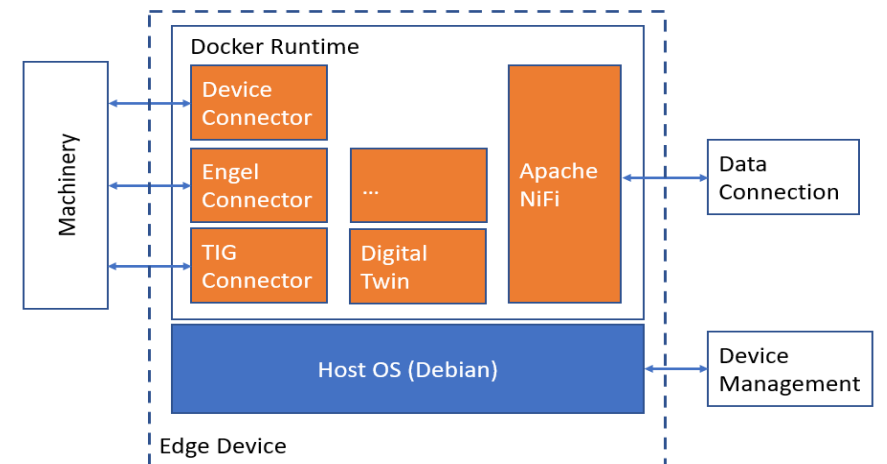 Docker Runtime
Machinery
Device
Connector
Engel
Connector
TIG
Connector
...
Digital
Twin
Apache
NiFi
Data
Connection
Host OS (Debian)
Device
Management
Edge Device